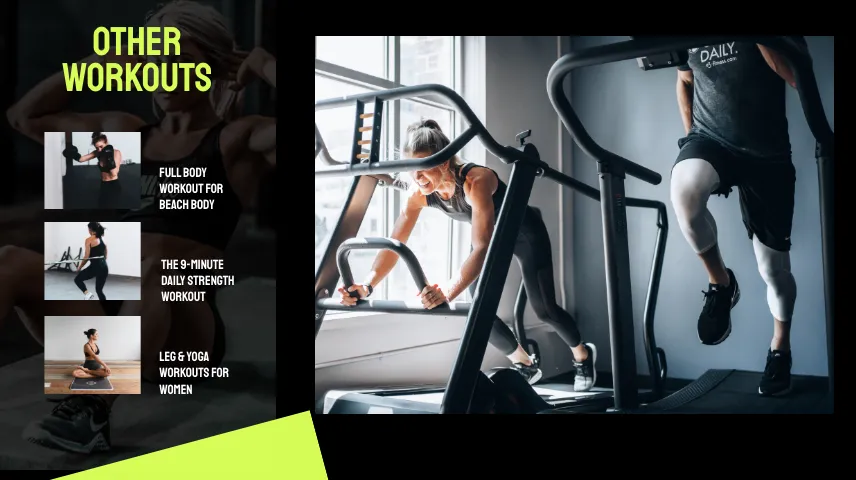 OTHER
WORKOUTS
FULL BODY
WORKOUT FOR
BEACH BODY
THE 9-MINUTE
DAILY STRENGTH
WORKOUT
LEG & YOGA
WORKOUTS FOR
WOMEN
DAILY.